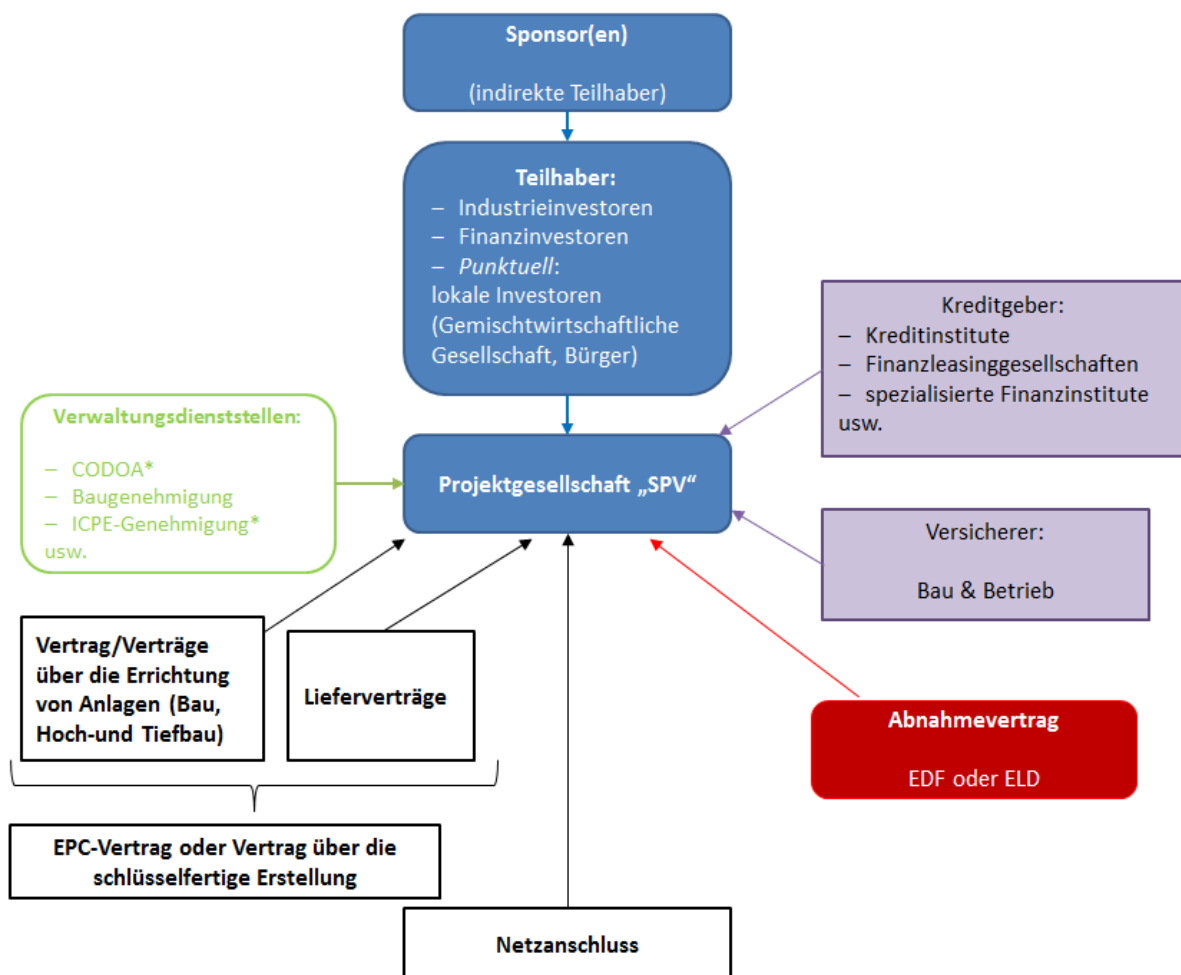 Sponsor(en)
(indirekte Teilhaber)
Teilhaber:
– Industrieinvestoren
– Finanzinvestoren
– Punktuell:
lokale Investoren
(Gemischtwirtschaftliche
Gesellschaft, Bürger)
Kreditgeber:
– Kreditinstitute
– Finanzleasinggesellschaften
– spezialisierte Finanzinstitute
usw.
Verwaltungsdienststellen:
– CODOA*
– Baugenehmigung
– ICPE-Genehmigung*
usw.
Projektgesellschaft „SPV“
Versicherer:
Bau & Betrieb
Vertrag/Verträge
über die Errichtung
von Anlagen (Bau,
Hoch-und Tiefbau)
Lieferverträge
Abnahmevertrag
EDF oder ELD
EPC-Vertrag oder Vertrag über die
schlüsselfertige Erstellung
Netzanschluss